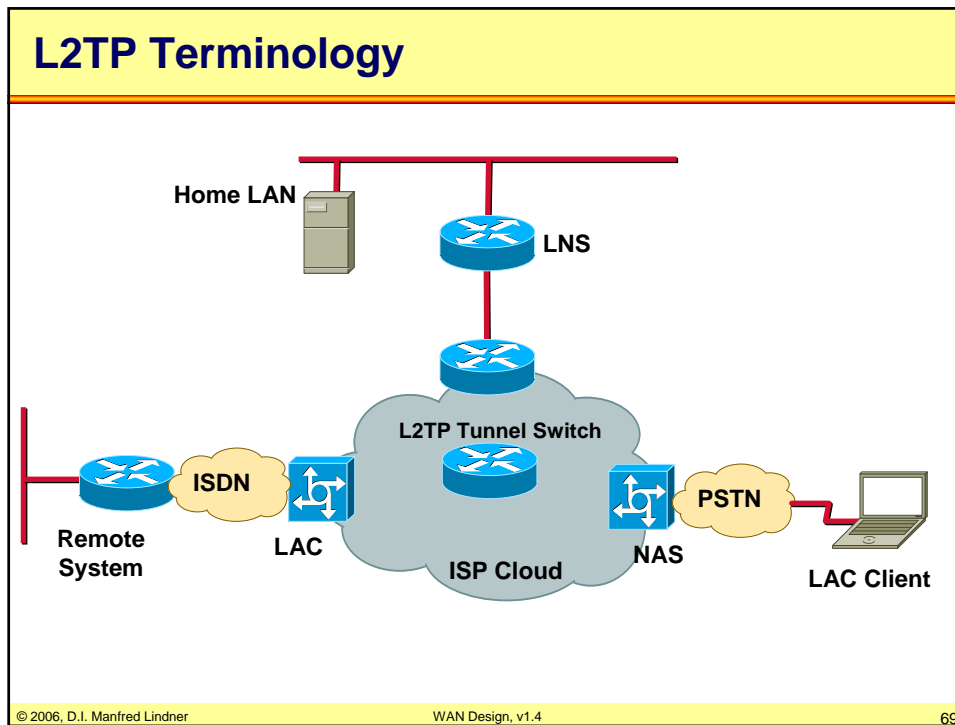 L2TP Terminology
Home LAN
LNS
L2TP Tunnel Switch
ISDN
PSTN
Remote
System
LAC
NAS
ISP Cloud
LAC Client
© 2006, D.I. Manfred Lindner
WAN Design, v1.4
69